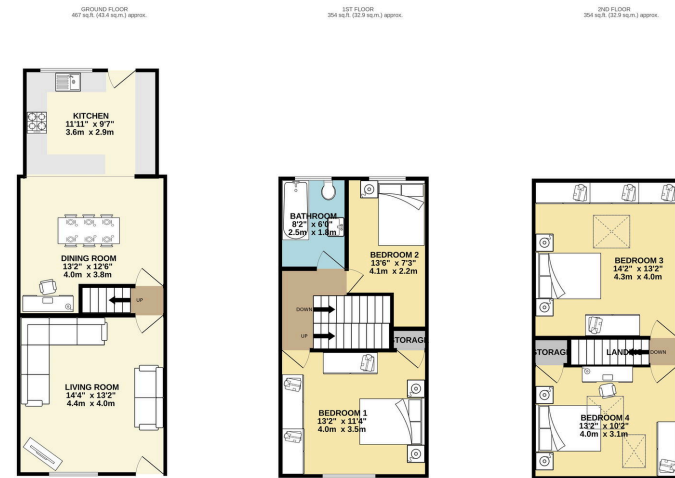 GROUND FLOOR
467 sq.ft. (43.4 sq.m.) approx.
KITCHEN
11'11" x 9'7"
3.6m x 2.9m
DINING ROOM
13'2" x 12'6"
4.0m x 3.8m
UP
LIVING ROOM
14'4" x 13'2"
4.4m x 4.0m
1ST FLOOR
354 sq.ft. (32.9 sq.m.) approx.
BATHROOM
8'2" x 6'0"
2.5m x 1.8m
BEDROOM 2
13'6" x 7'3"
4.1m x 2.2m
DOWN
UP
STORAGE
BEDROOM 1
13'2" x 11'4"
4.0m x 3.5m
2ND FLOOR
354 sq.ft. (32.9 sq.m.) approx.
BEDROOM 3
14'2" x 13'2"
4.3m x 4.0m
STORAGE
LANDING
DOWN
BEDROOM 4
13'2" x 10'2"
4.0m x 3.1m